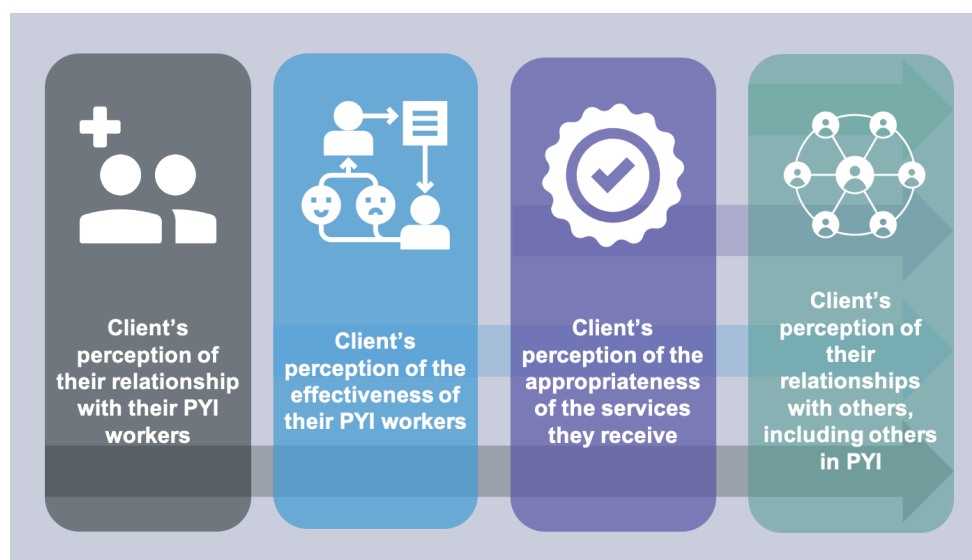 Client’s
perception of
their relationship
with their PYI
workers
Client’s
perception of the
effectiveness of
their PYI workers
Client’s
perception of the
appropriateness
of the services
they receive
Client’s
perception of
their
relationships
with others,
including others
in PYI